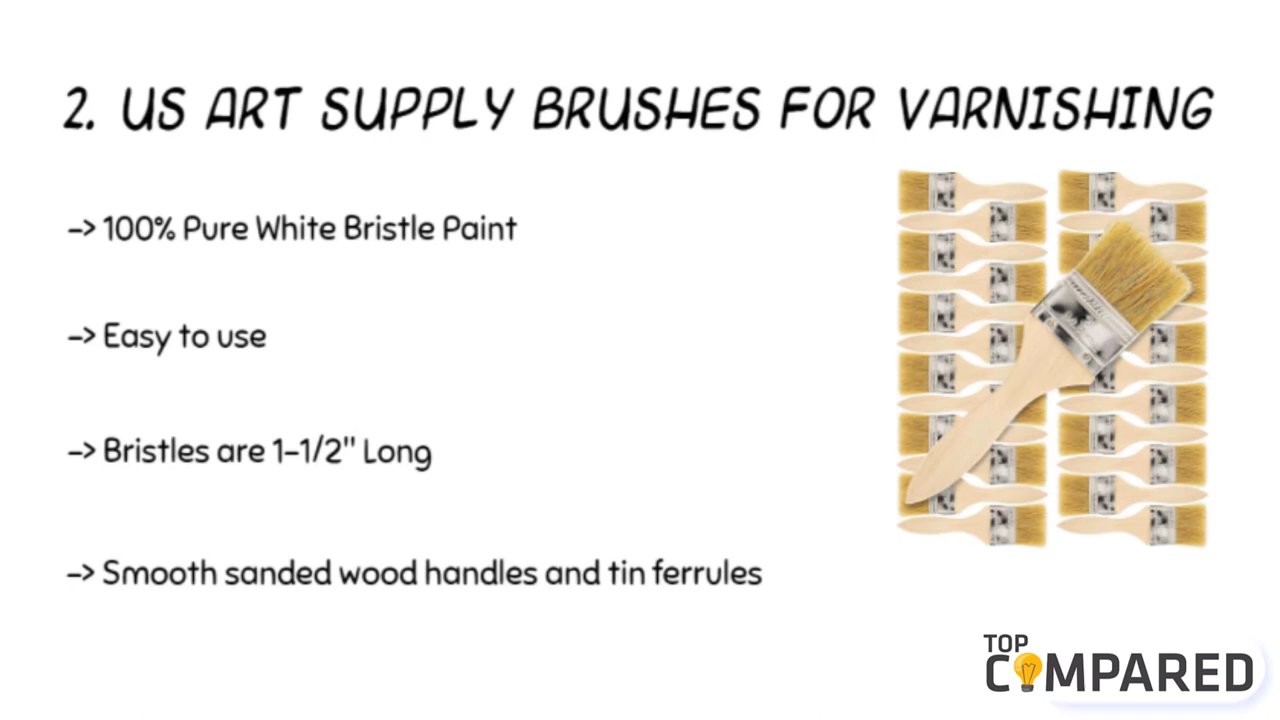 2. US ART SUPPLY BRUSHES FOR VARNISHING
-> 100% Pure White Bristle Paint
-> Easy to use
-> Bristles are 1-1/2" Long
-> Smooth sanded wood handles and tin ferrules
TOP
COMPARED